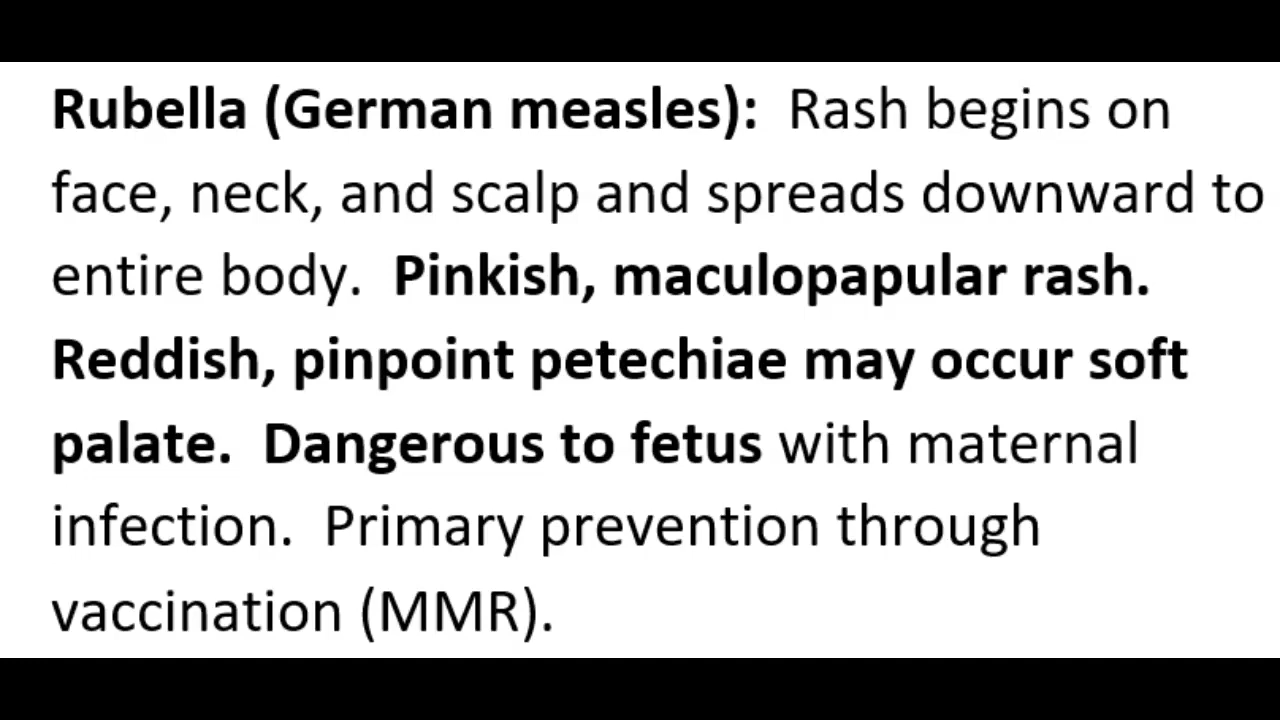 Rubella (German measles):  Rash begins on
face, neck, and scalp and spreads downward to
entire body.  Pinkish, maculopapular rash.
Reddish, pinpoint petechiae may occur soft
palate.  Dangerous to fetus with maternal
infection.  Primary prevention through
vaccination (MMR).